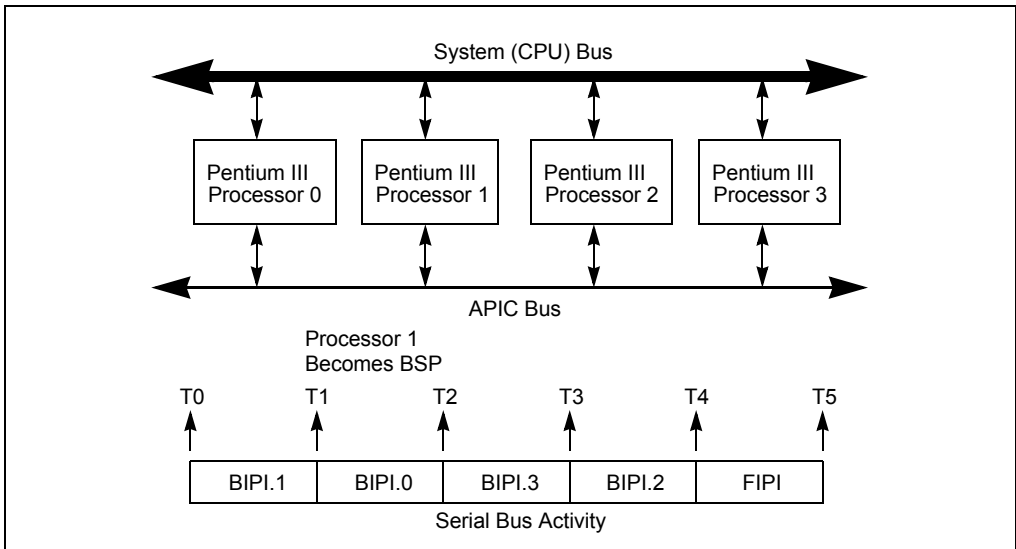 System (CPU) Bus
Pentium III
Processor 0
Pentium III
Processor 1
Pentium III
Processor 2
Pentium III
Processor 3
APIC Bus
Processor 1
Becomes BSP
T0 T1 T2 T3 T4 T5
BIPI.1 BIPI.0 BIPI.3 BIPI.2 FIPI
Serial Bus Activity